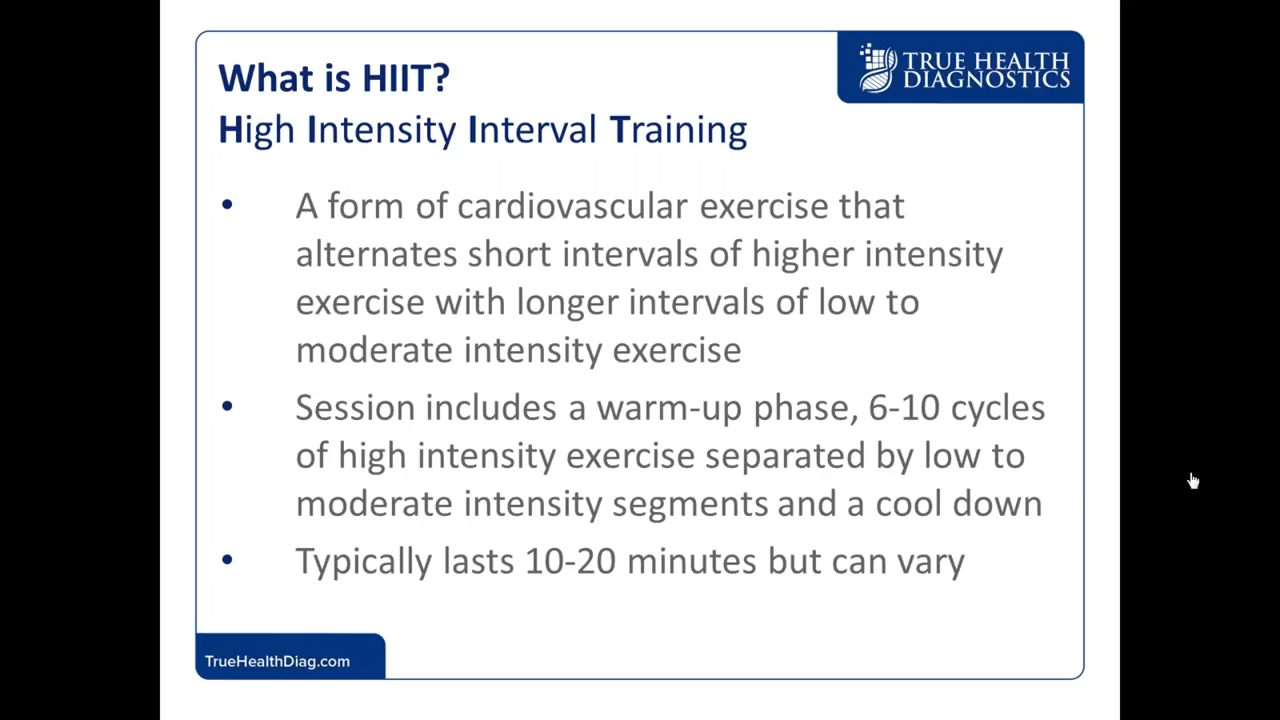 What is HIIT?
High Intensity Interval Training
TRUE HEALTH
DIAGNOSTICS
• A form of cardiovascular exercise that
alternates short intervals of higher intensity
exercise with longer intervals of low to
moderate intensity exercise
• Session includes a warm-up phase, 6-10 cycles
of high intensity exercise separated by low to
moderate intensity segments and a cool down
• Typically lasts 10-20 minutes but can vary
TrueHealthDiag.com